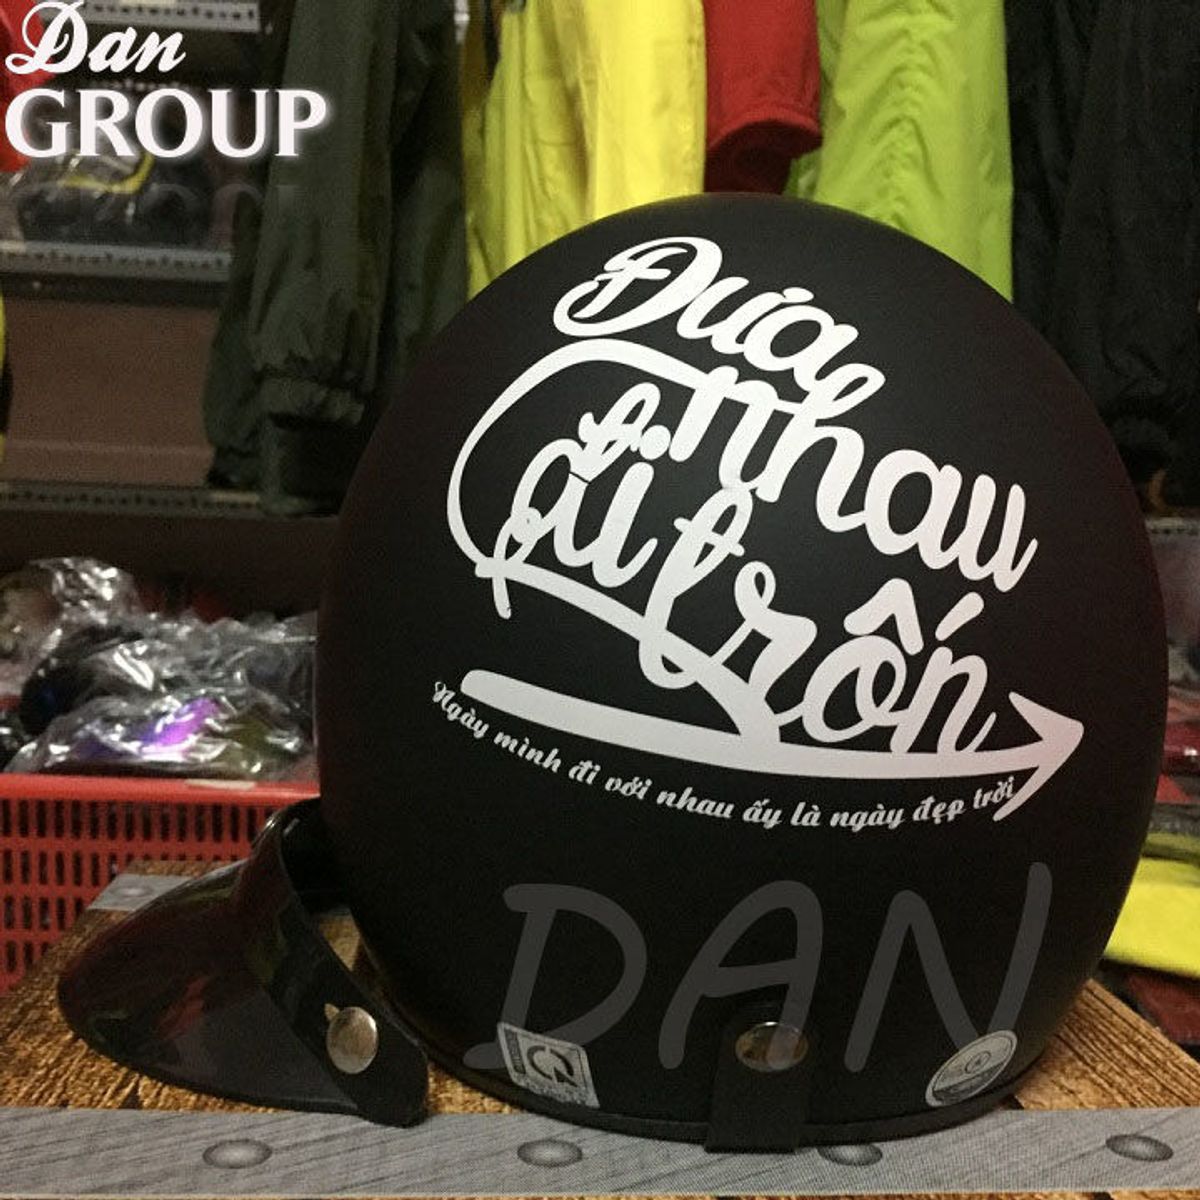 Dan
GROUP
Đưa
nhau
đi trốn
Ngày mình đi với nhau ấy là ngày đẹp trời
DAN